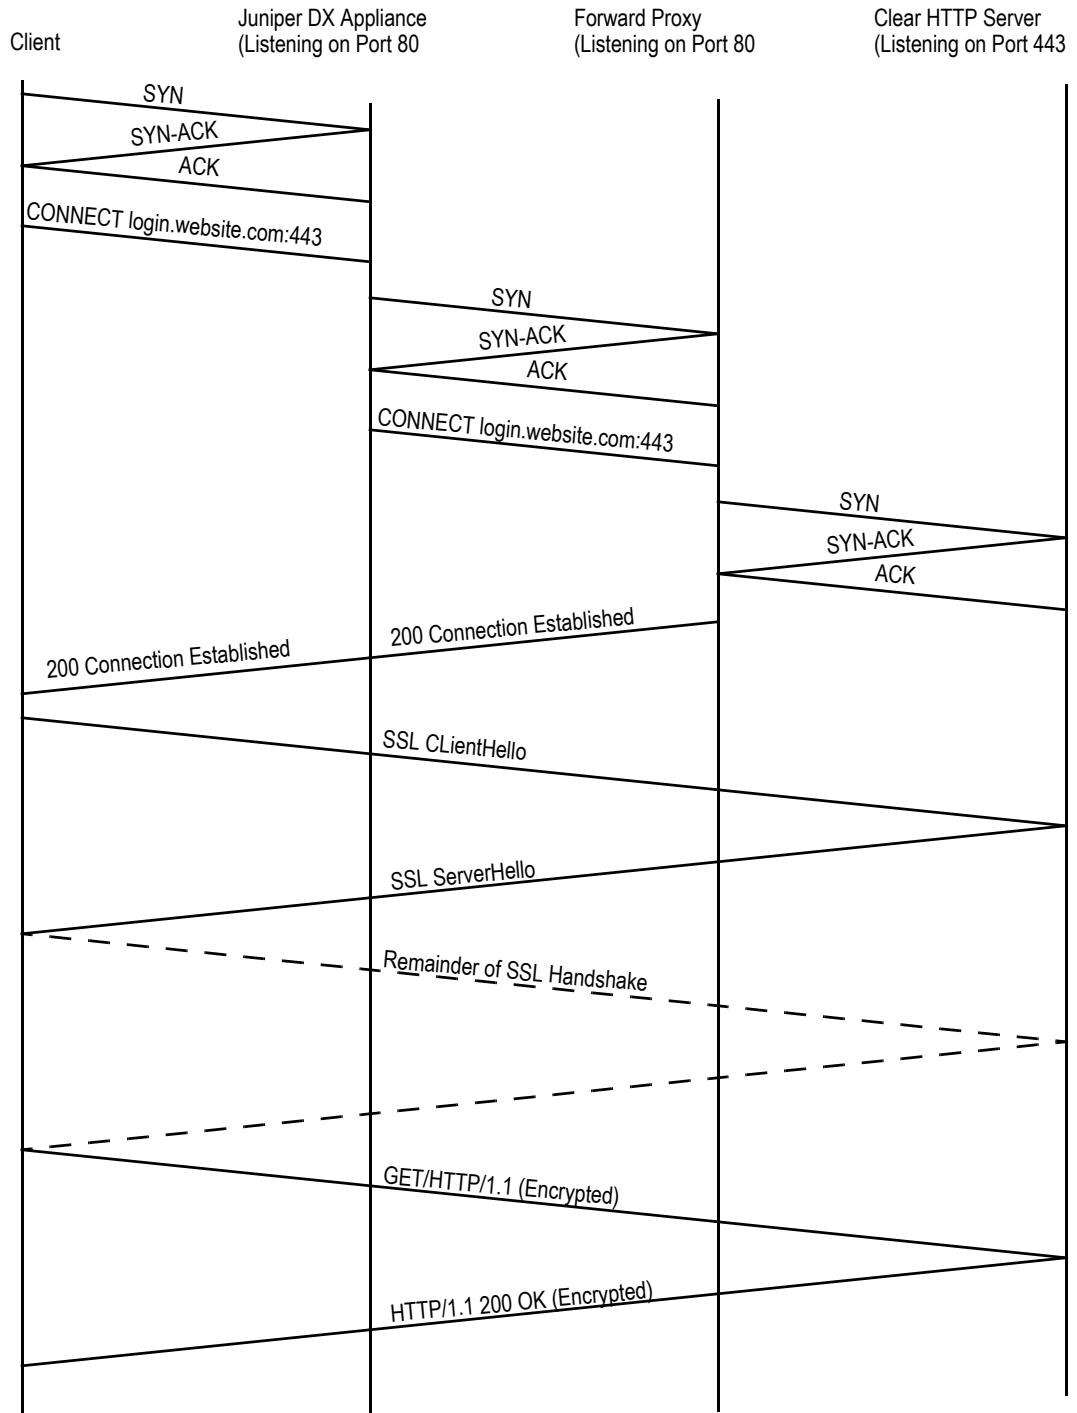 Client
Juniper DX Appliance
(Listening on Port 80
Forward Proxy
(Listening on Port 80
Clear HTTP Server
(Listening on Port 443
SYN
SYN-ACK
ACK
CONNECT login.website.com:443
SYN
SYN-ACK
ACK
CONNECT login.website.com:443
SYN
SYN-ACK
ACK
200 Connection Established
200 Connection Established
SSL CLientHello
SSL ServerHello
Remainder of SSL Handshake
GET/HTTP/1.1 (Encrypted)
HTTP/1.1 200 OK (Encrypted)